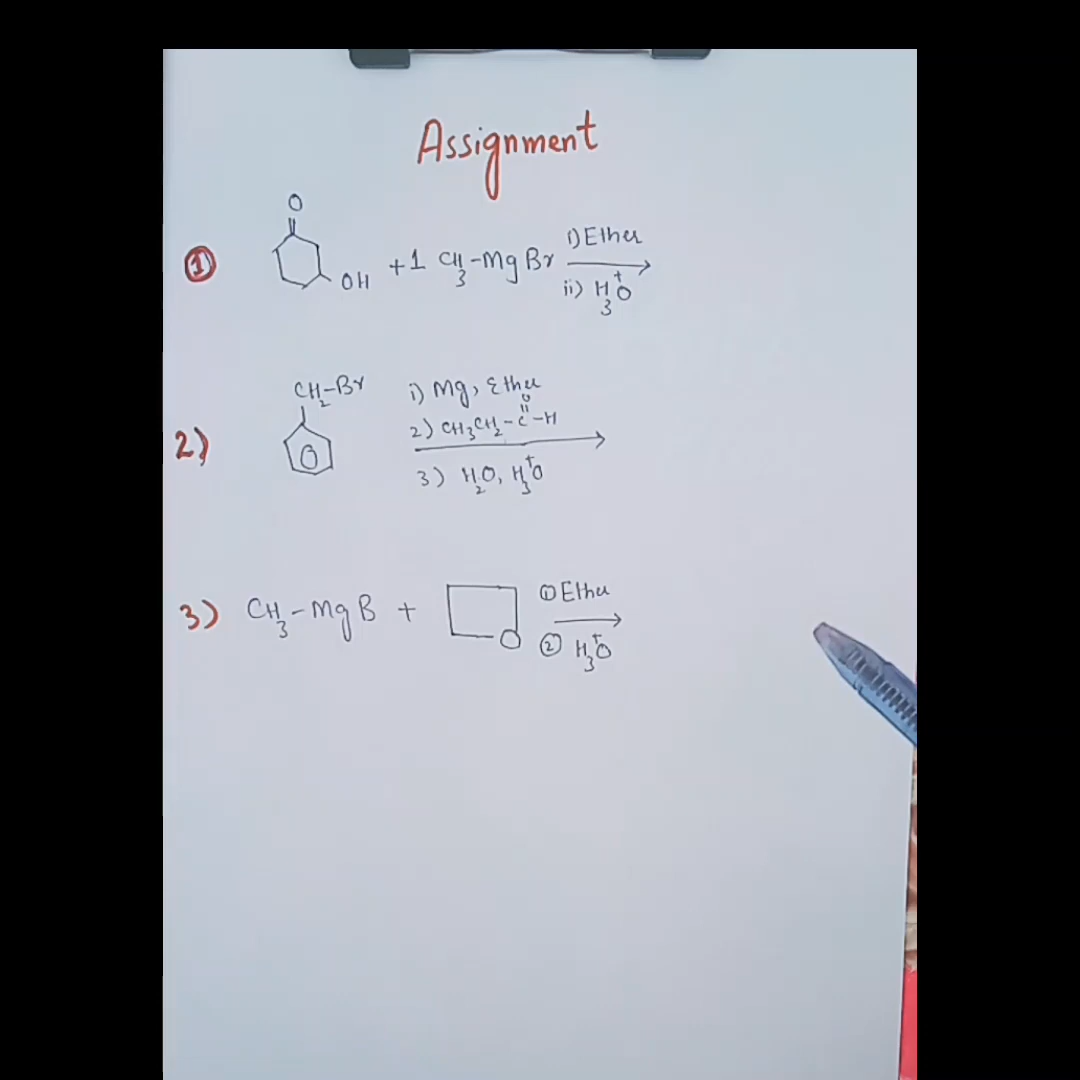 Assignment
O
① OH +1 CH3-MgBr i) Ether
ii) H3O+
CH2-Br i) Mg, Ether
2) 2) CH3CH2-C-H
O
3) H2O, H3O+
3) CH3-MgB + O ① Ether
② H3O+